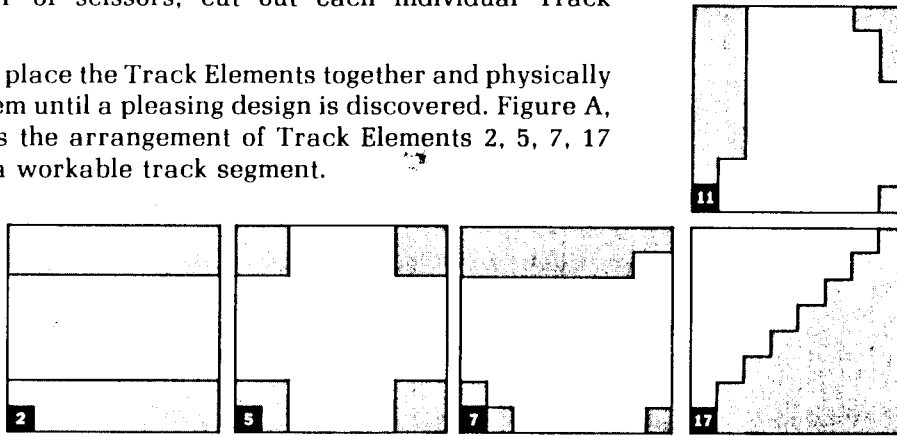 of scissors, cut out each individual Track
place the Track Elements together and physically
em until a pleasing design is discovered. Figure A,
s the arrangement of Track Elements 2, 5, 7, 17
a workable track segment.
11
2
5
7
17